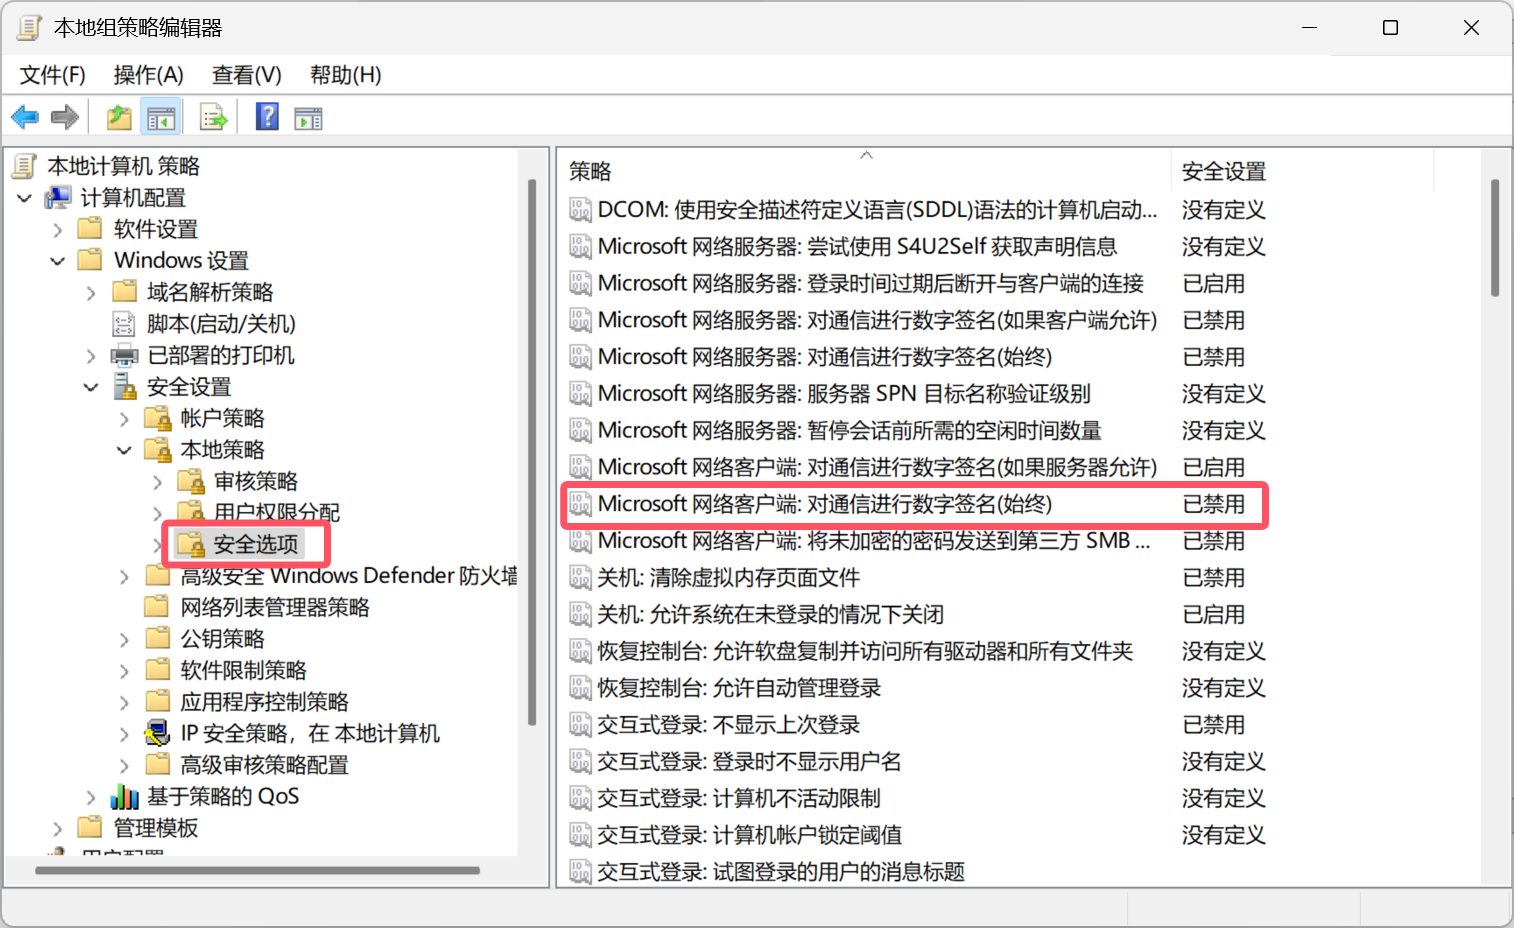 本地组策略编辑器
文件(F) 操作(A) 查看(V) 帮助(H)
本地计算机 策略
计算机配置
软件设置
Windows 设置
域名解析策略
脚本(启动/关机)
已部署的打印机
安全设置
帐户策略
本地策略
审核策略
用户权限分配
安全选项
高级安全 Windows Defender 防火墙
网络列表管理器策略
公钥策略
软件限制策略
应用程序控制策略
IP 安全策略，在 本地计算机
高级审核策略配置
基于策略的 QoS
管理模板
用户配置
策略 安全设置
DCOM: 使用安全描述符定义语言(SDDL)语法的计算机启动... 没有定义
Microsoft 网络服务器: 尝试使用 S4U2Self 获取声明信息 没有定义
Microsoft 网络服务器: 登录时间过期后断开与客户端的连接 已启用
Microsoft 网络服务器: 对通信进行数字签名(如果客户端允许) 已禁用
Microsoft 网络服务器: 对通信进行数字签名(始终) 已禁用
Microsoft 网络服务器: 服务器 SPN 目标名称验证级别 没有定义
Microsoft 网络服务器: 暂停会话前所需的空闲时间数量 没有定义
Microsoft 网络客户端: 对通信进行数字签名(如果服务器允许) 已启用
Microsoft 网络客户端: 对通信进行数字签名(始终) 已禁用
Microsoft 网络客户端: 将未加密的密码发送到第三方 SMB ... 已禁用
关机: 清除虚拟内存页面文件 已禁用
关机: 允许系统在未登录的情况下关闭 已启用
恢复控制台: 允许软盘复制并访问所有驱动器和所有文件夹 没有定义
恢复控制台: 允许自动管理登录 没有定义
交互式登录: 不显示上次登录 已禁用
交互式登录: 登录时不显示用户名 没有定义
交互式登录: 计算机不活动限制 没有定义
交互式登录: 计算机帐户锁定阈值 没有定义
交互式登录: 试图登录的用户的消息标题